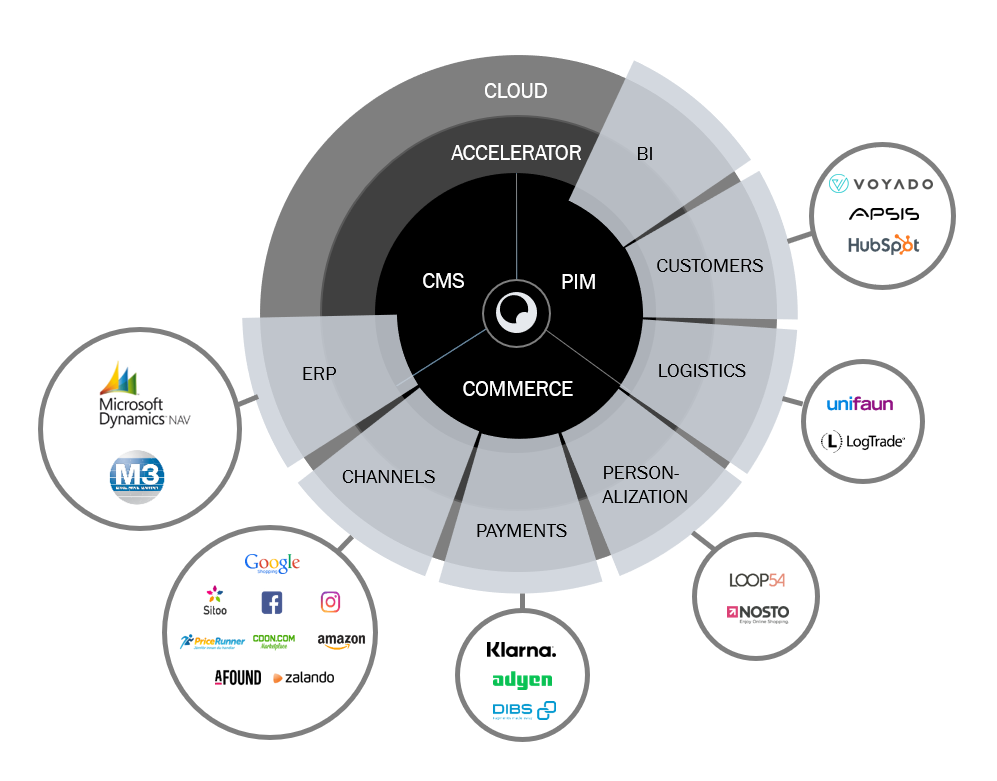 CLOUD
ACCELERATOR
BI
CMS
PIM
COMMERCE
CUSTOMERS
LOGISTICS
PERSON-
ALIZATION
PAYMENTS
CHANNELS
ERP
VOYADO
APSIS
HubSpot
unifaun
L LogTrade
LOOP54
NOSTO
Enjoy Online Shopping.
Klarna.
adyen
DIBS
Google
Shopping
Sitoo
PriceRunner
CDON.COM
Marketplace
amazon
AFOUND
zalando
Microsoft
Dynamics NAV
M3